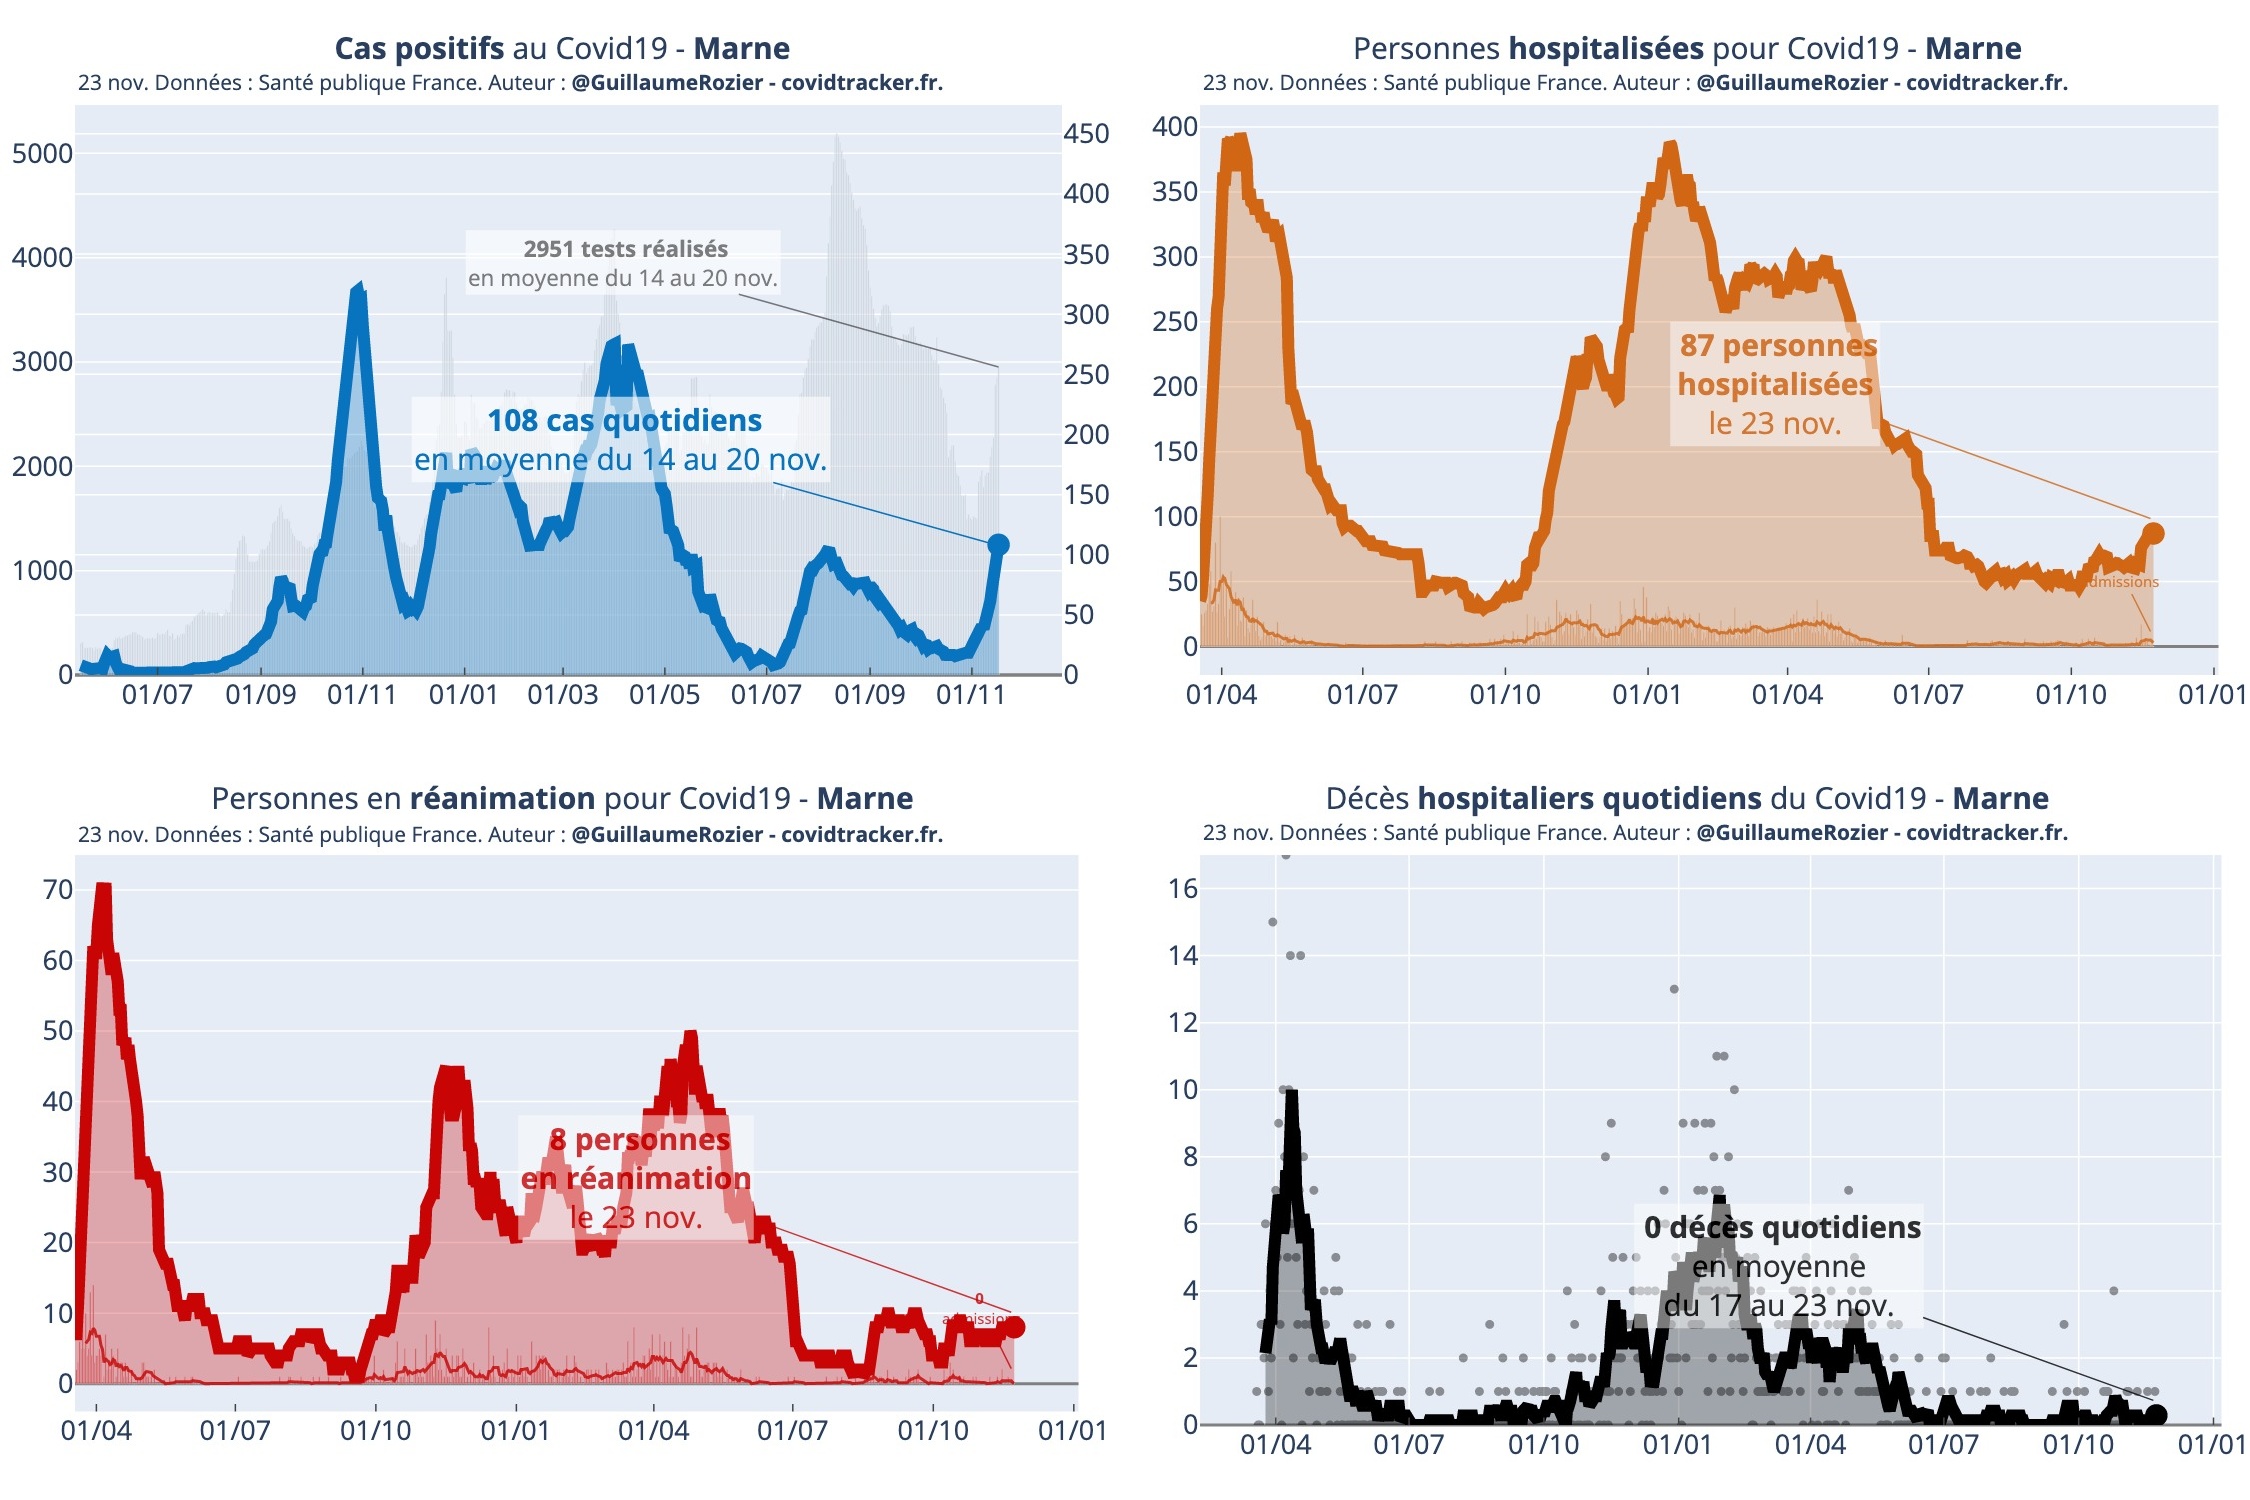 Cas positifs au Covid19 - Marne
23 nov. Données : Santé publique France. Auteur : @GuillaumeRozier - covidtracker.fr.
5000
4000
3000
2000
1000
0
450
400
350
300
250
200
150
100
50
0
2951 tests réalisés
en moyenne du 14 au 20 nov.
108 cas quotidiens
en moyenne du 14 au 20 nov.
01/07 01/09 01/11 01/01 01/03 01/05 01/07 01/09 01/11
Personnes hospitalisées pour Covid19 - Marne
23 nov. Données : Santé publique France. Auteur : @GuillaumeRozier - covidtracker.fr.
400
350
300
250
200
150
100
50
0
87 personnes
hospitalisées
le 23 nov.
01/04 01/07 01/10 01/01 01/04 01/07 01/10 01/01
Personnes en réanimation pour Covid19 - Marne
23 nov. Données : Santé publique France. Auteur : @GuillaumeRozier - covidtracker.fr.
70
60
50
40
30
20
10
0
8 personnes
en réanimation
le 23 nov.
0
admissions
01/04 01/07 01/10 01/01 01/04 01/07 01/10 01/01
Décès hospitaliers quotidiens du Covid19 - Marne
23 nov. Données : Santé publique France. Auteur : @GuillaumeRozier - covidtracker.fr.
16
14
12
10
8
6
4
2
0
0 décès quotidiens
en moyenne
du 17 au 23 nov.
01/04 01/07 01/10 01/01 01/04 01/07 01/10 01/01